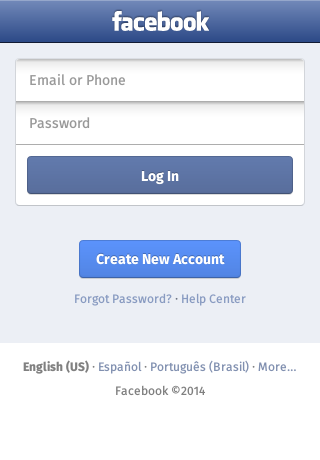 facebook
Email or Phone
Password
Log In
Create New Account
Forgot Password? · Help Center
English (US) · Español · Português (Brasil) · More...
Facebook ©2014